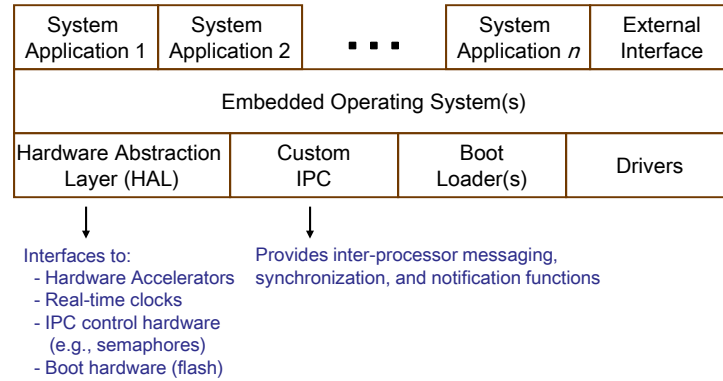 System
Application 1
System
Application 2
...
System
Application n
External
Interface
Embedded Operating System(s)
Hardware Abstraction
Layer (HAL)
Custom
IPC
Boot
Loader(s)
Drivers
Interfaces to:
- Hardware Accelerators
- Real-time clocks
- IPC control hardware
(e.g., semaphores)
- Boot hardware (flash)
Provides inter-processor messaging,
synchronization, and notification functions